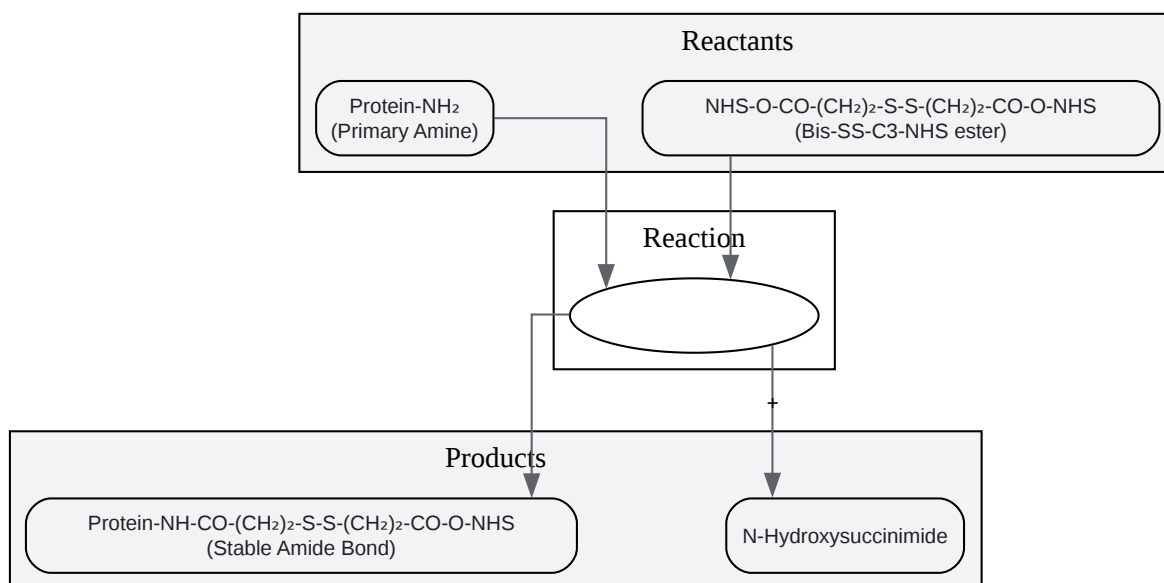 Reactants
Protein-NH₂
(Primary Amine)
NHS-O-CO-(CH₂)₂-S-S-(CH₂)₂-CO-O-NHS
(Bis-SS-C3-NHS ester)
Reaction
+
Products
Protein-NH-CO-(CH₂)₂-S-S-(CH₂)₂-CO-O-NHS
(Stable Amide Bond)
N-Hydroxysuccinimide